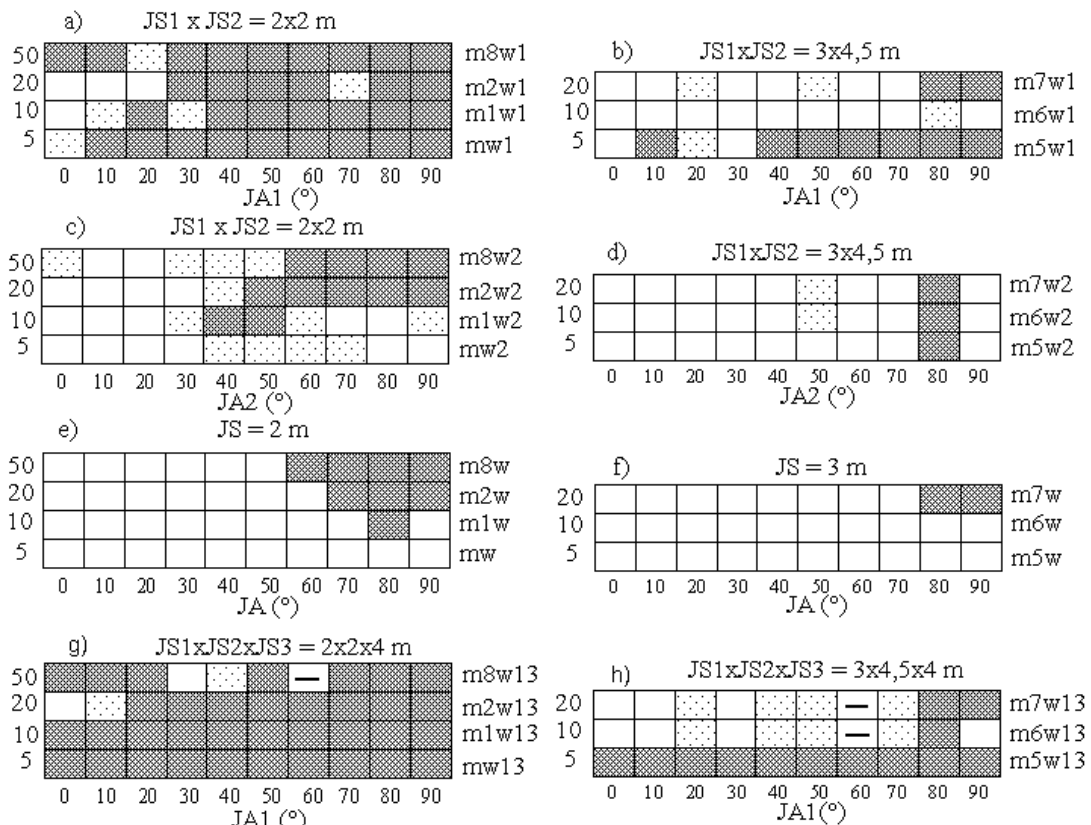 a) JS1 x JS2 = 2x2 m
50 m8w1
20 m2w1
10 m1w1
5 mw1
0 10 20 30 40 50 60 70 80 90
JA1 (°)
b) JS1xJS2 = 3x4,5 m
20 m7w1
10 m6w1
5 m5w1
0 10 20 30 40 50 60 70 80 90
JA1 (°)
c) JS1 x JS2 = 2x2 m
50 m8w2
20 m2w2
10 m1w2
5 mw2
0 10 20 30 40 50 60 70 80 90
JA2 (°)
d) JS1xJS2 = 3x4,5 m
20 m7w2
10 m6w2
5 m5w2
0 10 20 30 40 50 60 70 80 90
JA2 (°)
e) JS = 2 m
50 m8w
20 m2w
10 m1w
5 mw
0 10 20 30 40 50 60 70 80 90
JA (°)
f) JS = 3 m
20 m7w
10 m6w
5 m5w
0 10 20 30 40 50 60 70 80 90
JA (°)
g) JS1xJS2xJS3 = 2x2x4 m
50 m8w13
20 m2w13
10 m1w13
5 mw13
0 10 20 30 40 50 60 70 80 90
JA1(°)
h) JS1xJS2xJS3 = 3x4,5x4 m
20 m7w13
10 m6w13
5 m5w13
0 10 20 30 40 50 60 70 80 90
JA1(°)